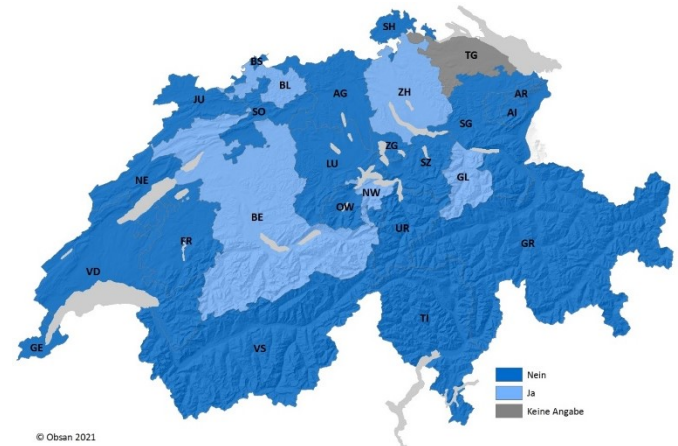 SH
BS
TG
BL
ZH
AG
AR
JU
AI
SO
SG
ZG
LU
SZ
NE
GL
NW
OW
BE
UR
FR
GR
VD
TI
GE
VS
Nein
Ja
Keine Angabe
© Obsan 2021